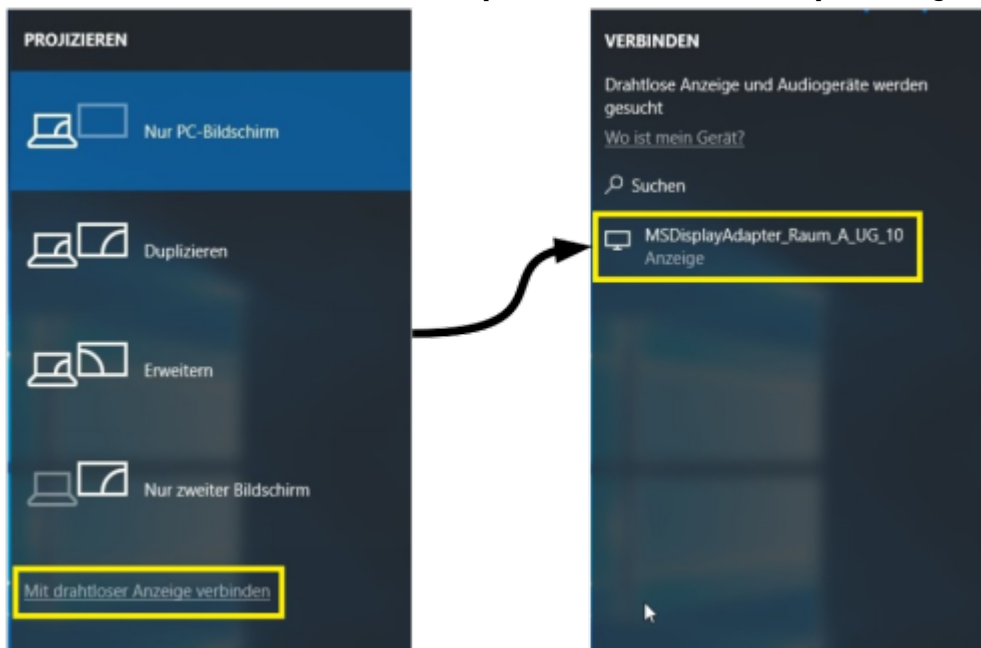 PROJIZIEREN
Nur PC-Bildschirm
Duplizieren
Erweitern
Nur zweiter Bildschirm
Mit drahtloser Anzeige verbinden
VERBINDEN
Drahtlose Anzeige und Audiogeräte werden
gesucht
Wo ist mein Gerät?
Suchen
MSDisplayAdapter_Raum_A_UG_10
Anzeige